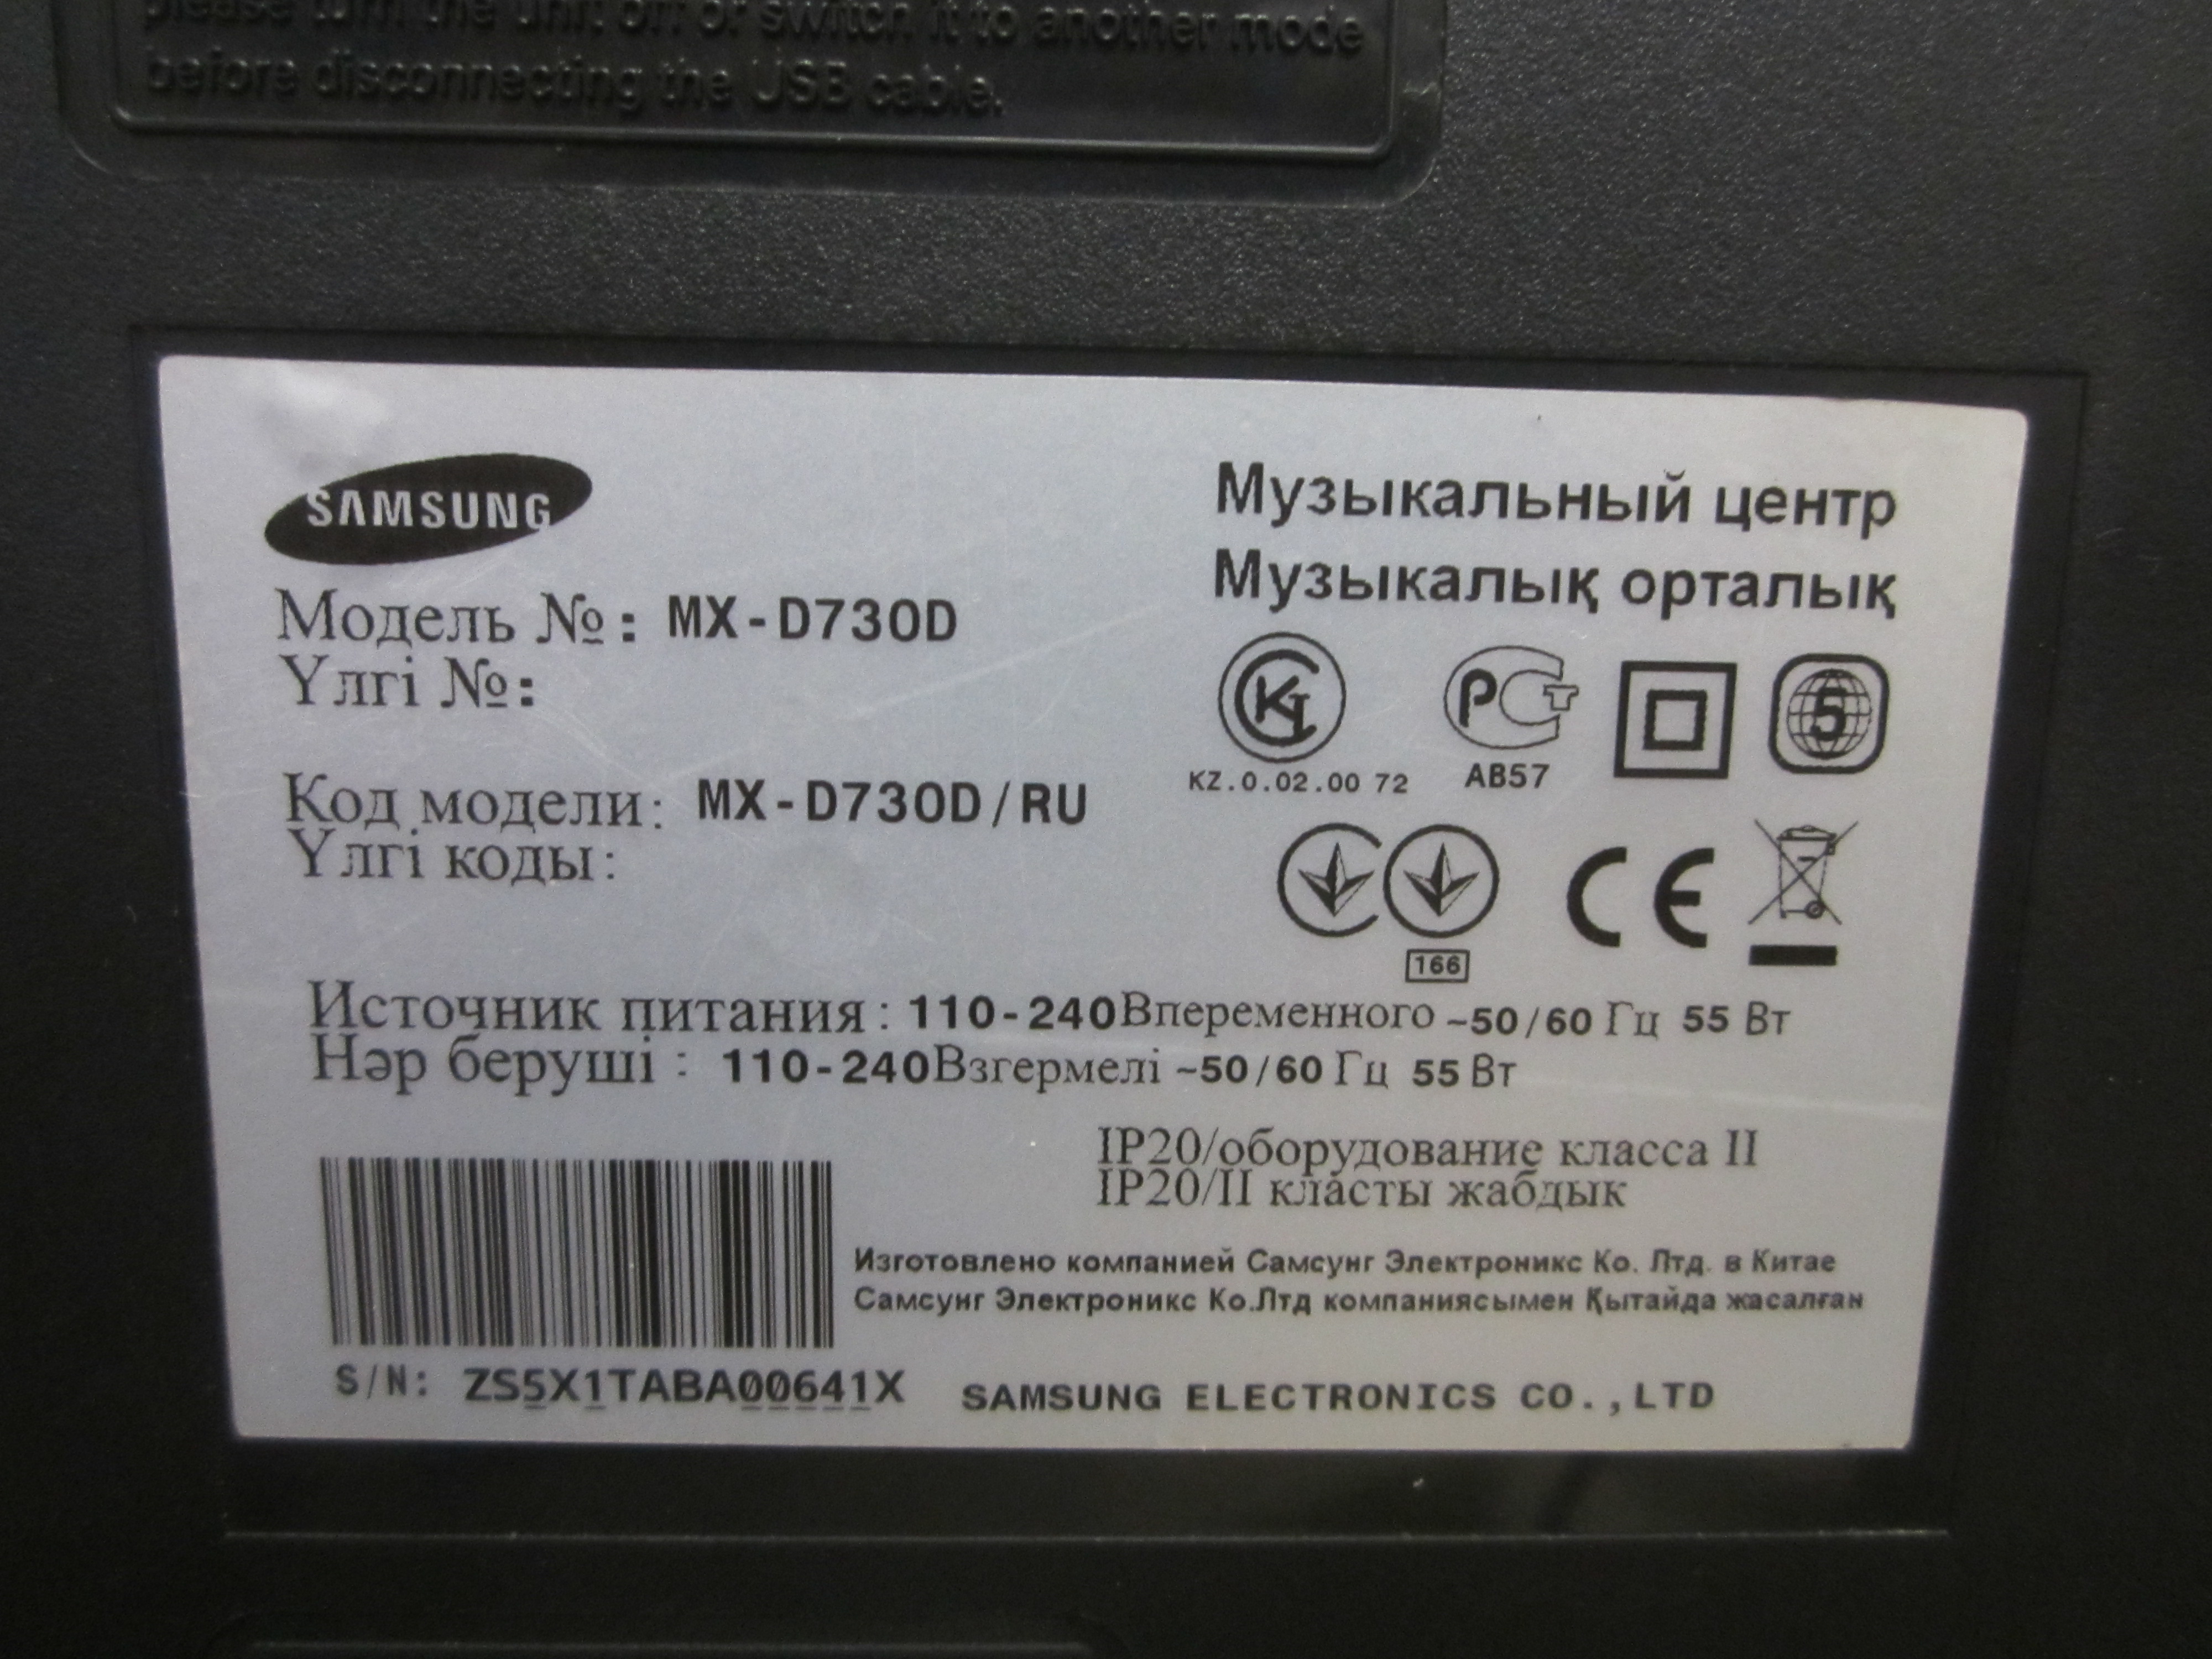 please turn the unit off or switch it to another mode
before disconnecting the USB cable.
SAMSUNG
Музыкальный центр
Музыкалық орталық
Модель №: MX-D730D
Үлгі №:
KZ.0.02.00 72
РСТ
АВ57
5
Код модели: MX-D730D/RU
Үлгі коды:
166
CE
Источник питания: 110-240Впеременного ~50/60 Гц 55 Вт
Нәр беруші: 110-240Взгермелі ~50/60 Гц 55 Вт
IP20/оборудование класса II
IP20/II класты жабдық
Изготовлено компанией Самсунг Электроникс Ко. Лтд. в Китае
Самсунг Электроникс Ко.Лтд компаниясымен Қытайда жасалған
S/N: ZS5X1TABA00641X
SAMSUNG ELECTRONICS CO.,LTD